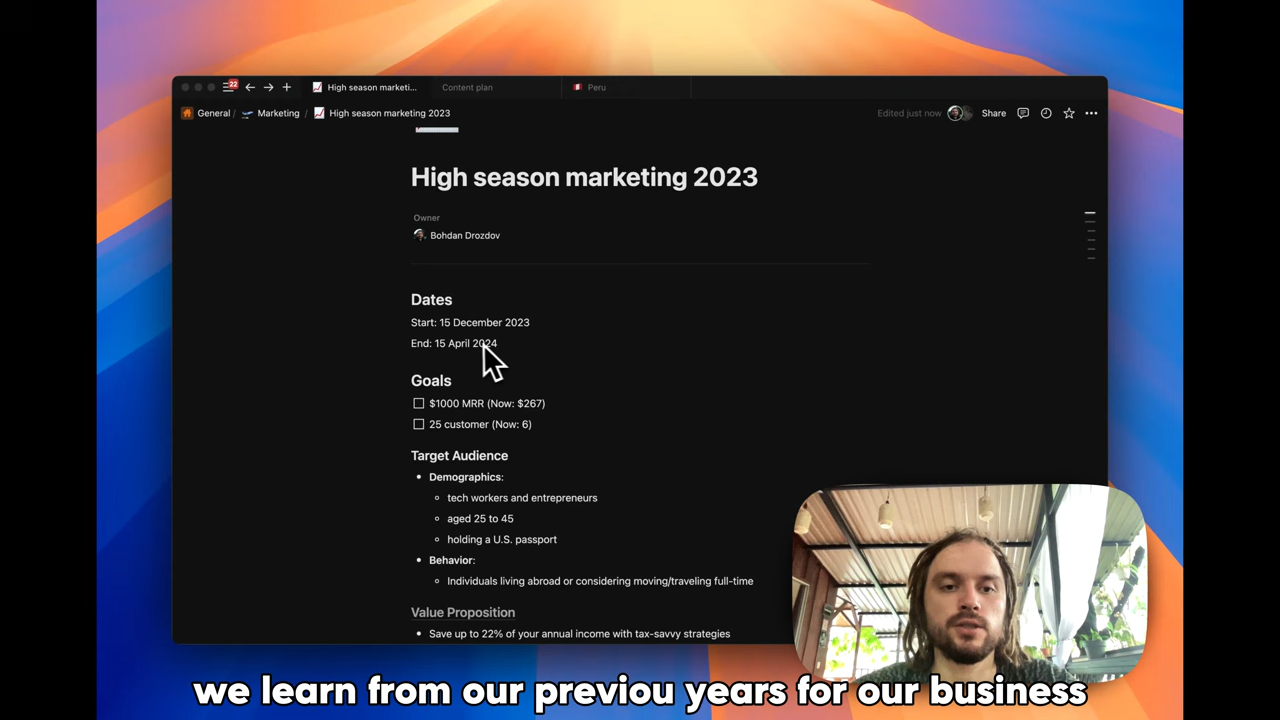 22
High season marketi...
Content plan
Peru
General / Marketing / High season marketing 2023
Edited just now
Share
High season marketing 2023
Owner
Bohdan Drozdov
Dates
Start: 15 December 2023
End: 15 April 2024
Goals
$1000 MRR (Now: $267)
25 customer (Now: 6)
Target Audience
Demographics:
tech workers and entrepreneurs
aged 25 to 45
holding a U.S. passport
Behavior:
Individuals living abroad or considering moving/traveling full-time
Value Proposition
Save up to 22% of your annual income with tax-savvy strategies
we learn from our previou years for our business